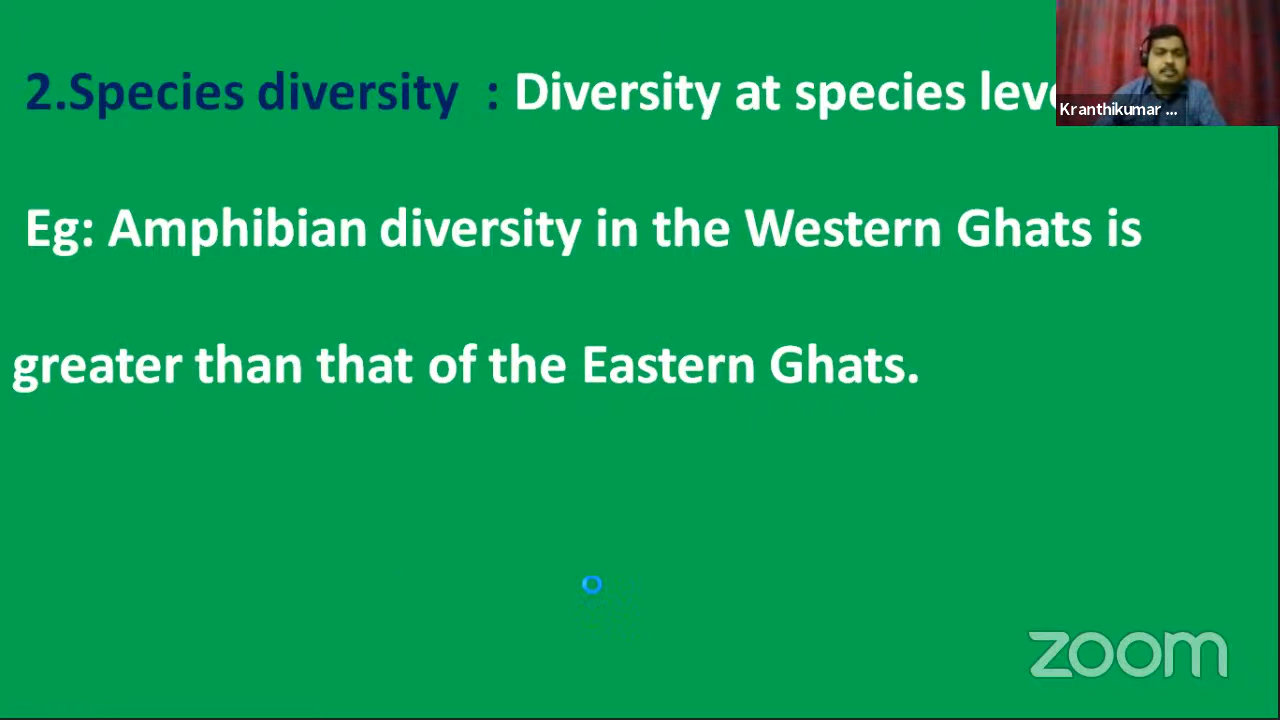 2.Species diversity : Diversity at species
Kranthikumar ...
Eg: Amphibian diversity in the Western Ghats is
greater than that of the Eastern Ghats.
zoom